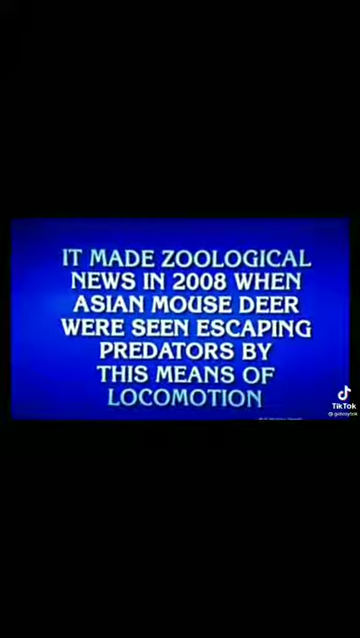 IT MADE ZOOLOGICAL
NEWS IN 2008 WHEN
ASIAN MOUSE DEER
WERE SEEN ESCAPING
PREDATORS BY
THIS MEANS OF
LOCOMOTION
TikTok